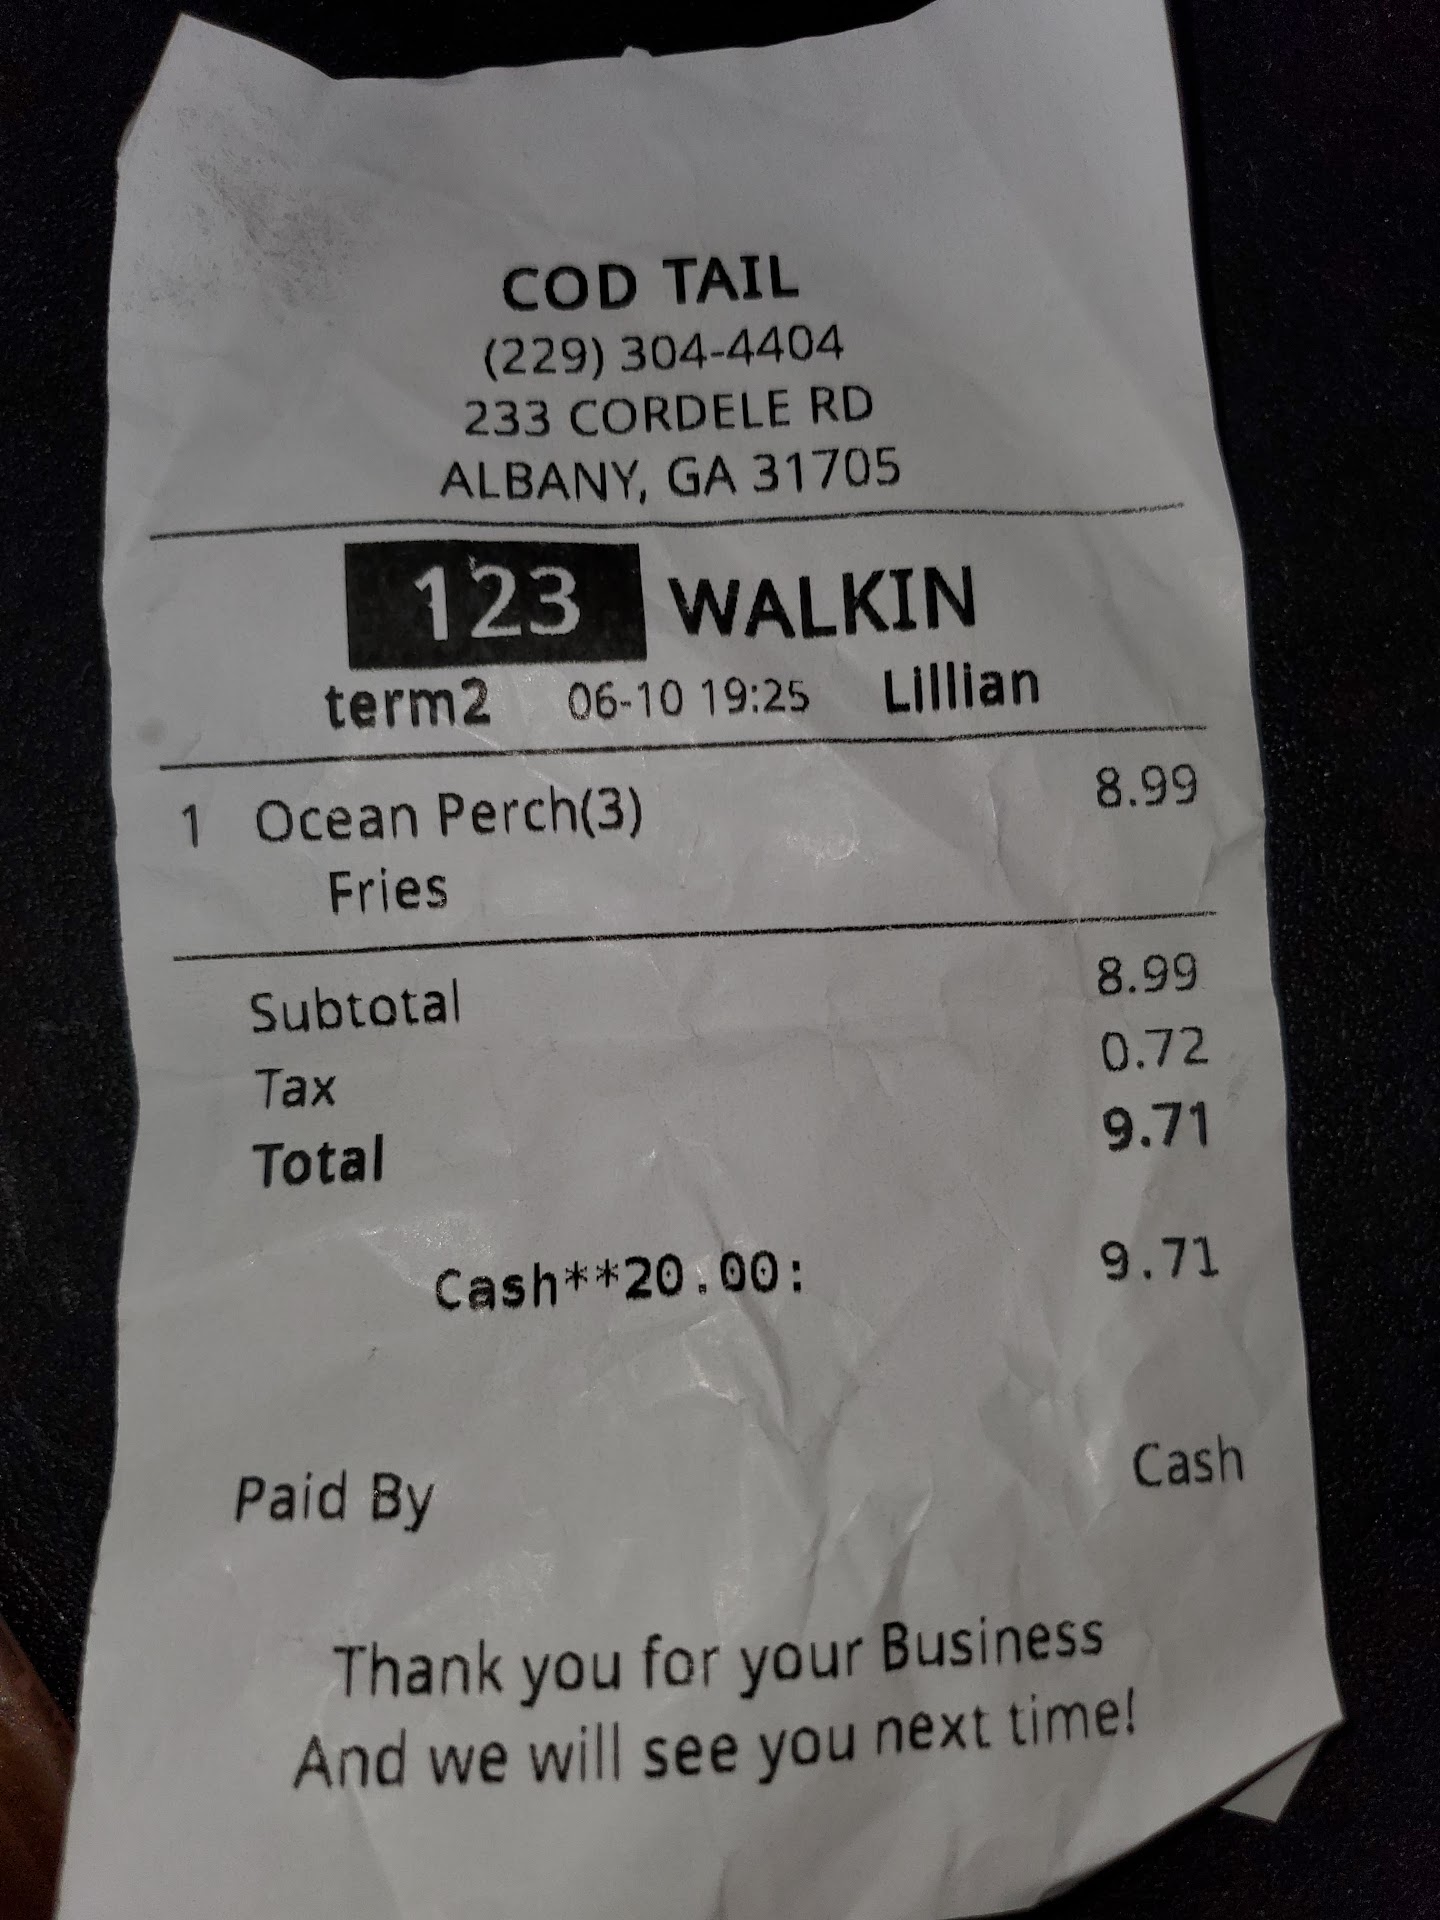 COD TAIL
(229) 304-4404
233 CORDELE RD
ALBANY, GA 31705
123 WALKIN
term2 06-10 19:25 Lillian
1 Ocean Perch(3) 8.99
Fries
Subtotal 8.99
Tax 0.72
Total 9.71
Cash**20.00: 9.71
Paid By Cash
Thank you for your Business
And we will see you next time!